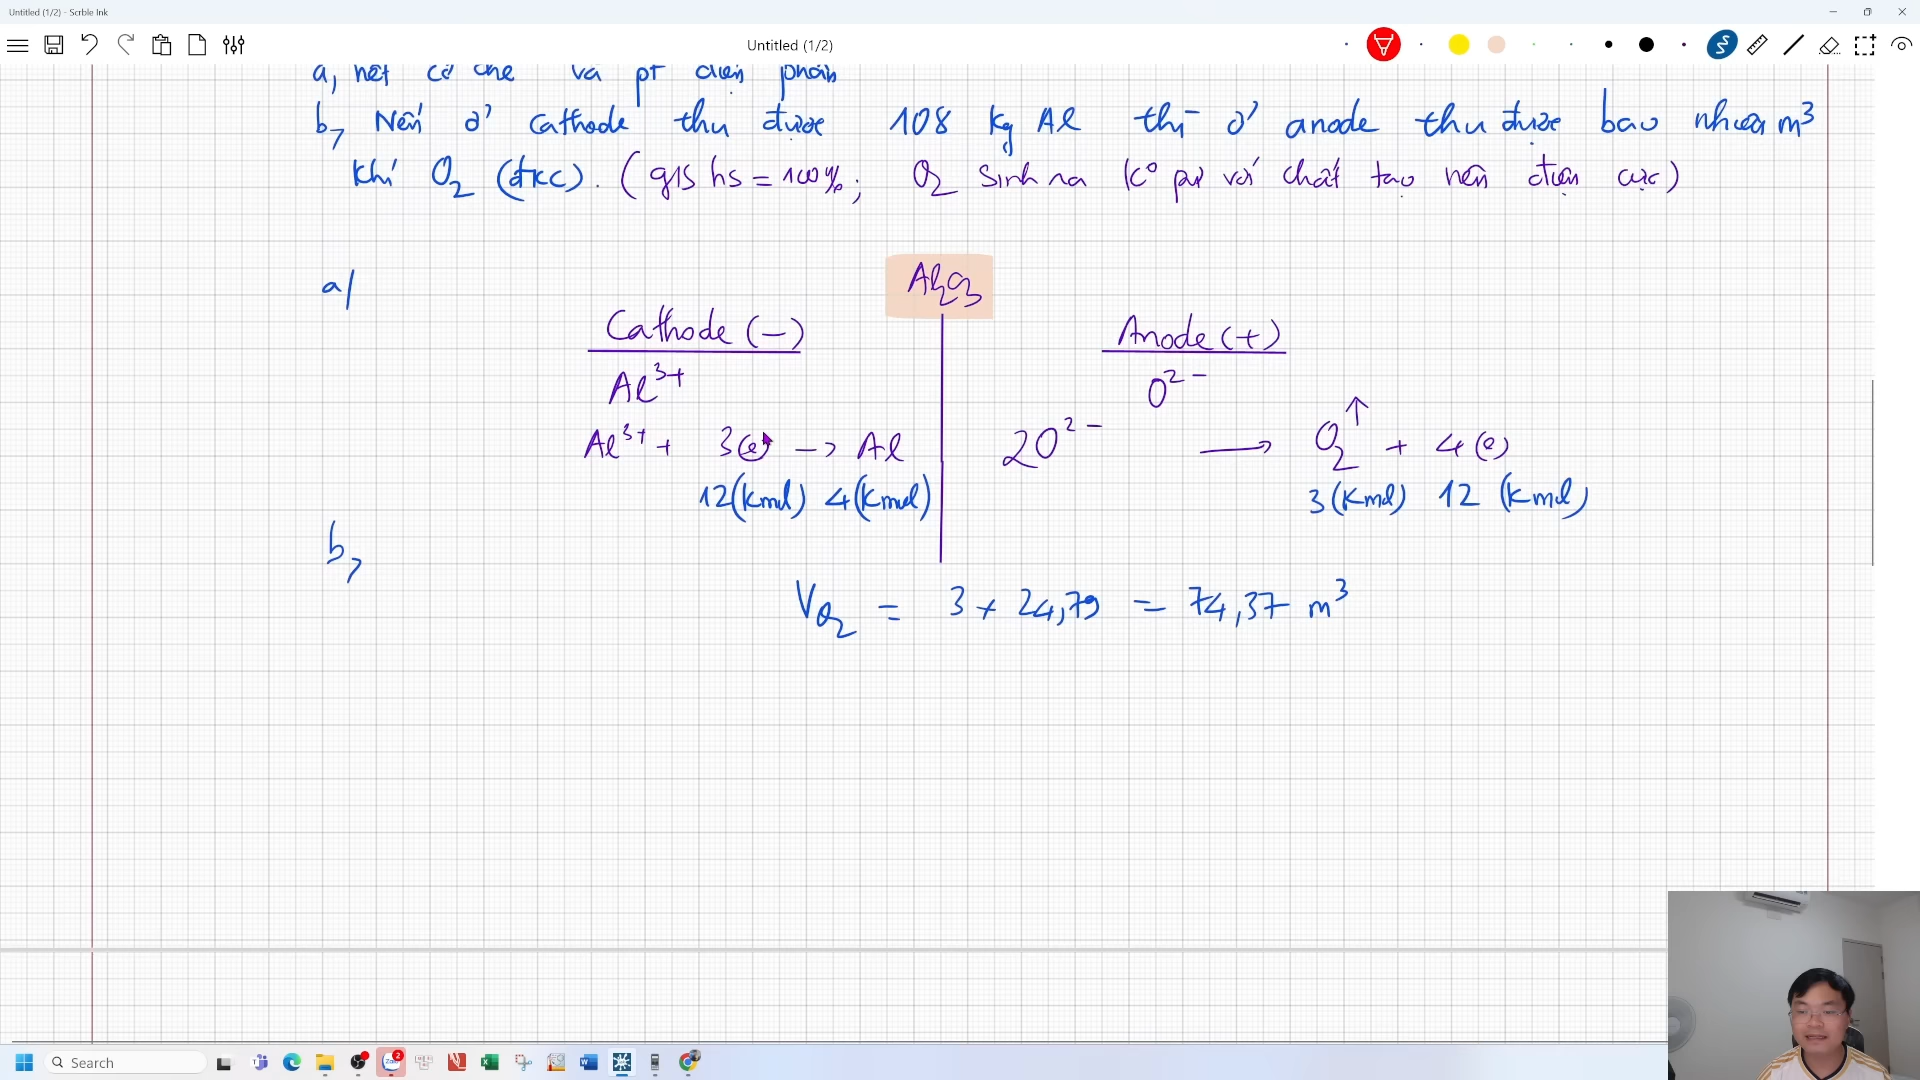 Untitled (1/2) - Scrble Ink
Untitled (1/2)
a, nét cơ chế và pt điện phân
b, Nếu ở cathode thu được 108 kg Al thì ở anode thu được bao nhiêu m³
khí O₂ (đkc). (g/s hs = 100%; O₂ sinh ra k⁰ pư với chất tạo nên điện cực)
a/
Al₂O₃
Cathode (-)
Anode (+)
Al³⁺
O²⁻
Al³⁺ + 3(e) → Al
2O²⁻ → O₂↑ + 4(e)
12(kmol) 4(kmol)
3(kmol) 12 (kmol)
b,
V O₂ = 3 × 24,79 = 74,37 m³
Search